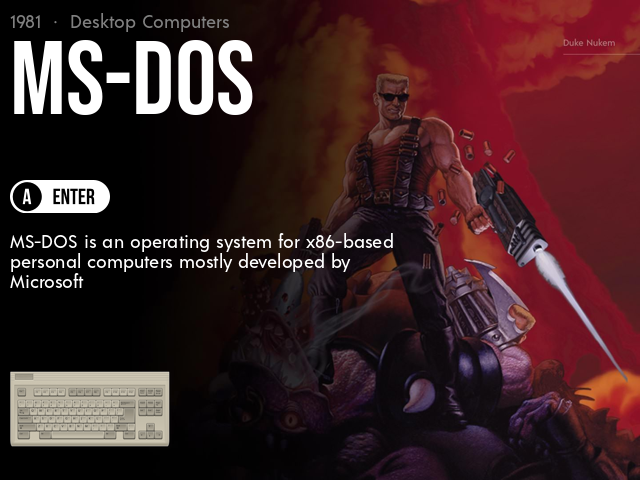 1981 · Desktop Computers
MS-DOS
Duke Nukem
A ENTER
MS-DOS is an operating system for x86-based
personal computers mostly developed by
Microsoft